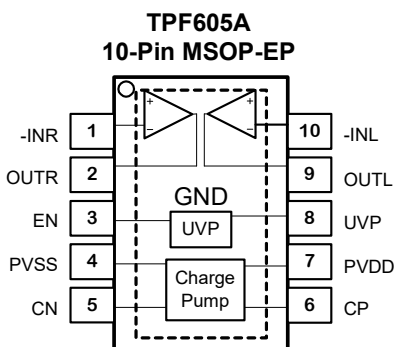 TPF605A
10-Pin MSOP-EP
+ +
-INR 1 − − 10 -INL
OUTR 2 9 OUTL
GND
EN 3 UVP 8 UVP
PVSS 4 7 PVDD
Charge
Pump
CN 5 6 CP